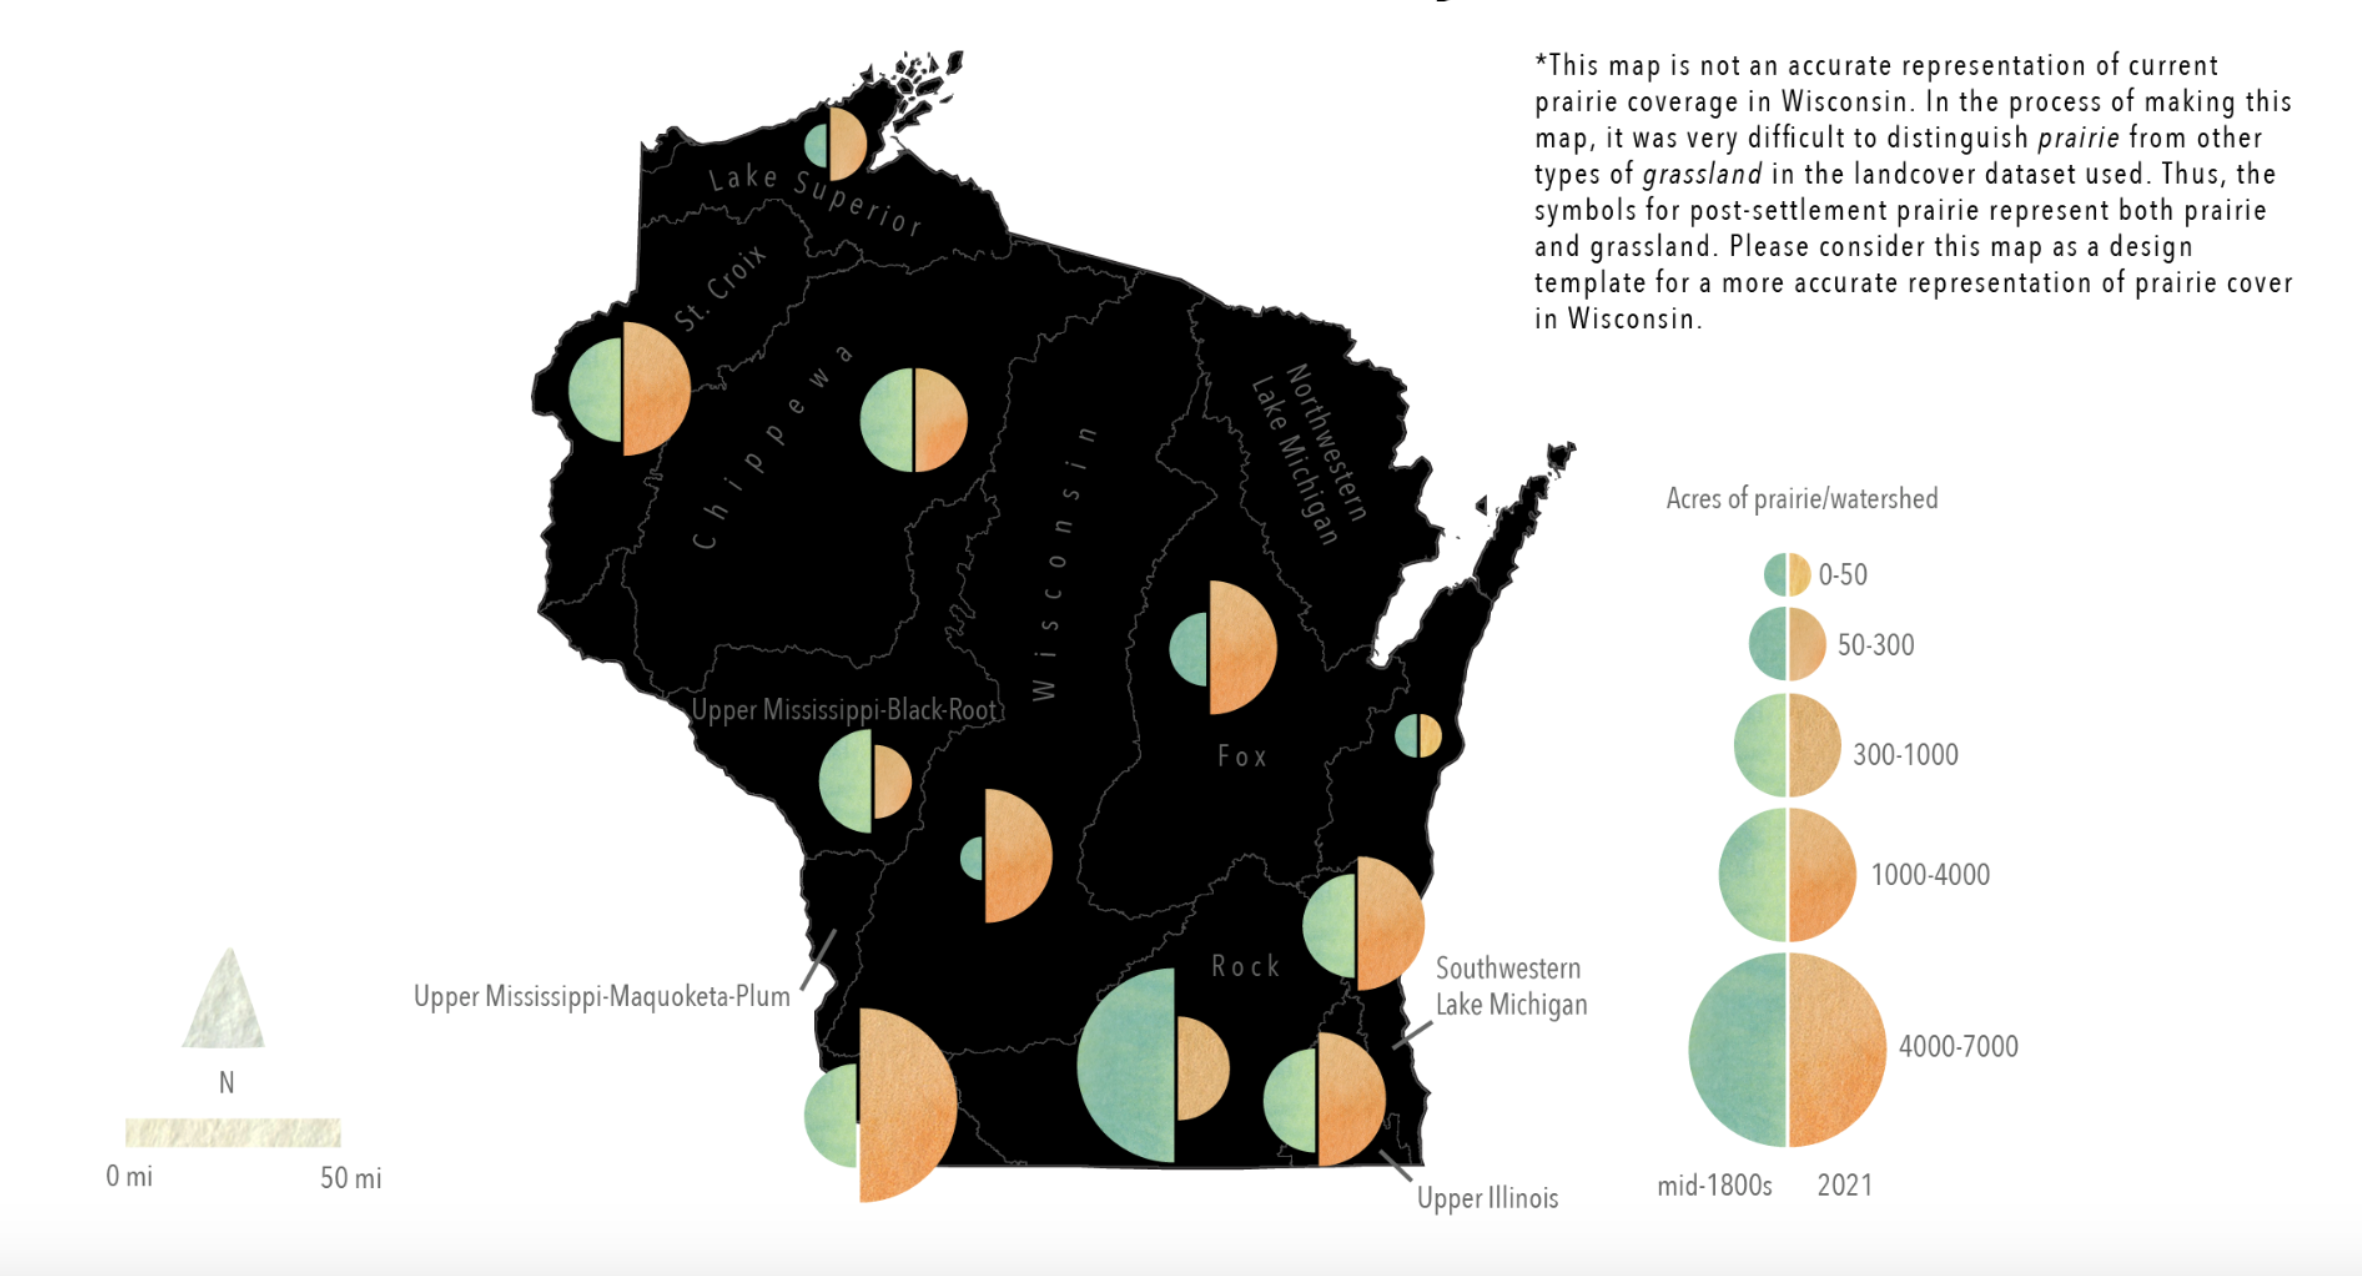 *This map is not an accurate representation of current
prairie coverage in Wisconsin. In the process of making this
map, it was very difficult to distinguish prairie from other
types of grassland in the landcover dataset used. Thus, the
symbols for post-settlement prairie represent both prairie
and grassland. Please consider this map as a design
template for a more accurate representation of prairie cover
in Wisconsin.
Lake Superior
St. Croix
Chippewa
Wisconsin
Northwestern
Lake Michigan
Upper Mississippi-Black-Root
Fox
Rock
Upper Mississippi-Maquoketa-Plum
Southwestern
Lake Michigan
Upper Illinois
Acres of prairie/watershed
0-50
50-300
300-1000
1000-4000
4000-7000
mid-1800s 2021
N
0 mi 50 mi